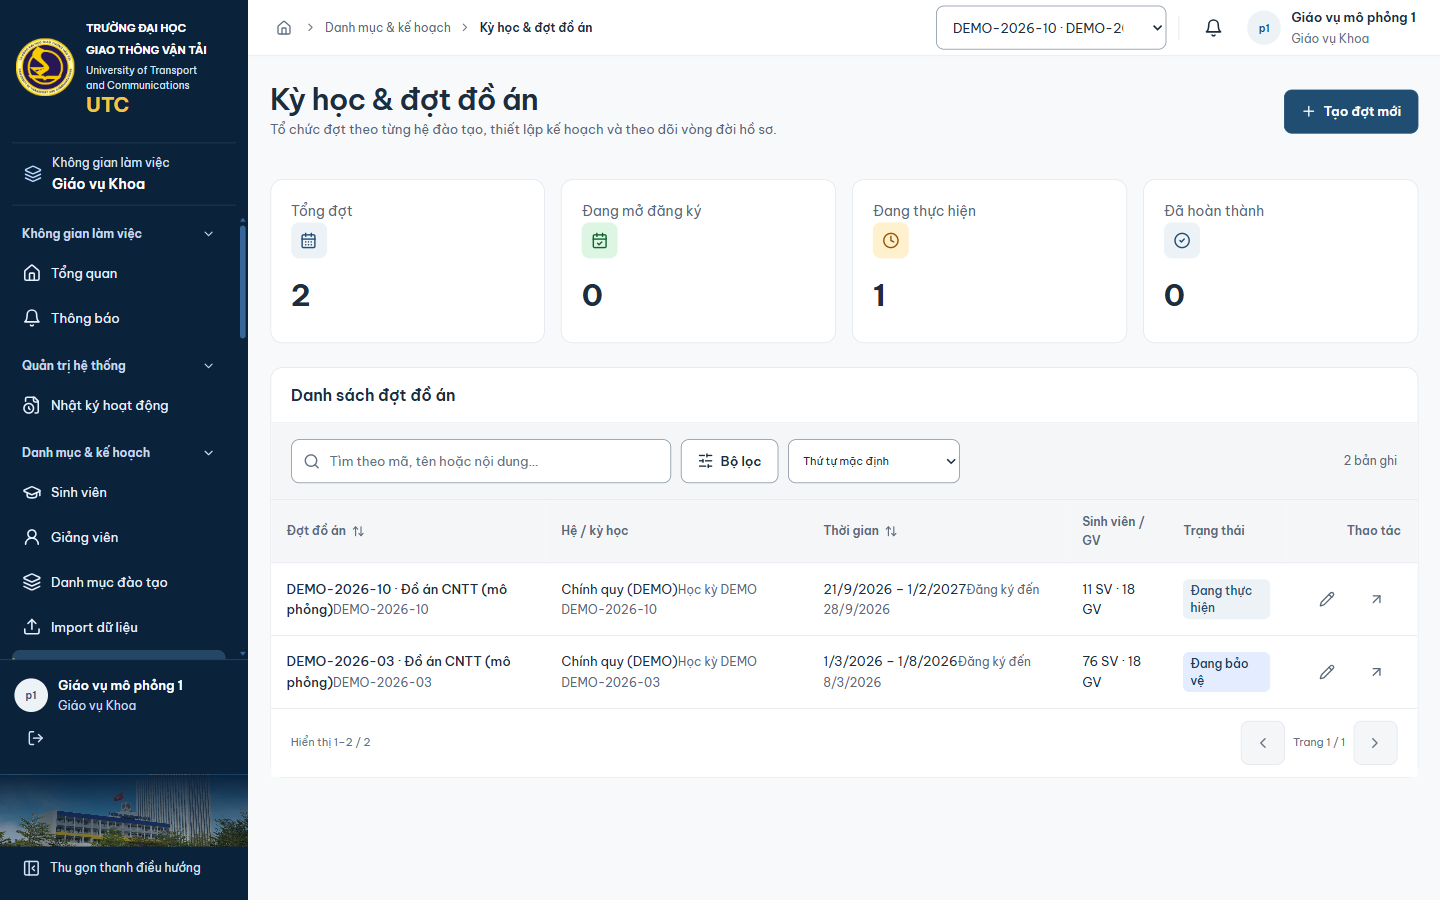 TRƯỜNG ĐẠI HỌC
GIAO THÔNG VẬN TẢI
University of Transport
and Communications
UTC
Không gian làm việc
Giáo vụ Khoa
Không gian làm việc
Tổng quan
Thông báo
Quản trị hệ thống
Nhật ký hoạt động
Danh mục & kế hoạch
Sinh viên
Giảng viên
Danh mục đào tạo
Import dữ liệu
p1
Giáo vụ mô phỏng 1
Giáo vụ Khoa
Thu gọn thanh điều hướng
Danh mục & kế hoạch
Kỳ học & đợt đồ án
DEMO-2026-10 · DEMO-20
p1
Giáo vụ mô phỏng 1
Giáo vụ Khoa
Kỳ học & đợt đồ án
Tổ chức đợt theo từng hệ đào tạo, thiết lập kế hoạch và theo dõi vòng đời hồ sơ.
Tạo đợt mới
Tổng đợt
2
Đang mở đăng ký
0
Đang thực hiện
1
Đã hoàn thành
0
Danh sách đợt đồ án
Tìm theo mã, tên hoặc nội dung...
Bộ lọc
Thứ tự mặc định
2 bản ghi
Đợt đồ án
Hệ / kỳ học
Thời gian
Sinh viên /
GV
Trạng thái
Thao tác
DEMO-2026-10 · Đồ án CNTT (mô
phỏng)DEMO-2026-10
Chính quy (DEMO)Học kỳ DEMO
DEMO-2026-10
21/9/2026 – 1/2/2027Đăng ký đến
28/9/2026
11 SV · 18
GV
Đang thực
hiện
DEMO-2026-03 · Đồ án CNTT (mô
phỏng)DEMO-2026-03
Chính quy (DEMO)Học kỳ DEMO
DEMO-2026-03
1/3/2026 – 1/8/2026Đăng ký đến
8/3/2026
76 SV · 18
GV
Đang bảo
vệ
Hiển thị 1–2 / 2
Trang 1 / 1